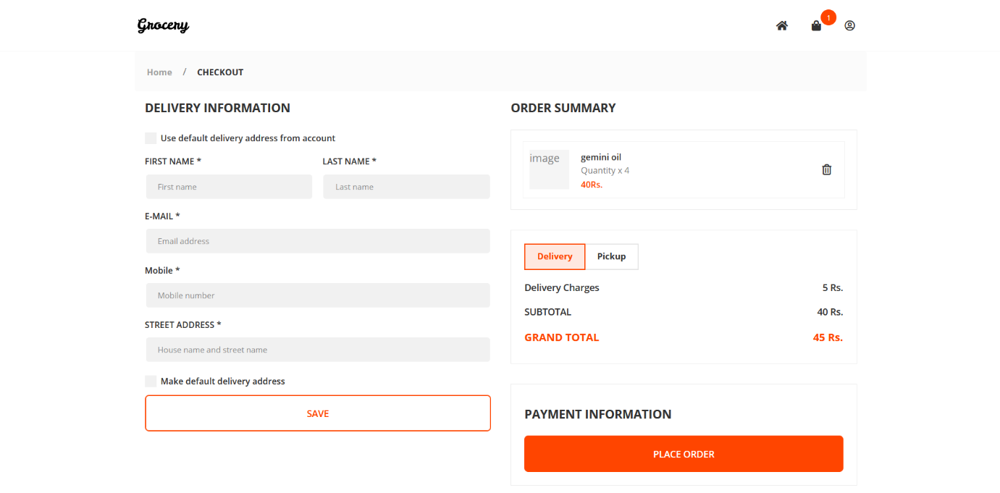 Grocery
1
Home / CHECKOUT
DELIVERY INFORMATION
Use default delivery address from account
FIRST NAME * LAST NAME *
First name Last name
E-MAIL *
Email address
Mobile *
Mobile number
STREET ADDRESS *
House name and street name
Make default delivery address
SAVE
ORDER SUMMARY
image
gemini oil
Quantity x 4
40Rs.
Delivery Pickup
Delivery Charges 5 Rs.
SUBTOTAL 40 Rs.
GRAND TOTAL 45 Rs.
PAYMENT INFORMATION
PLACE ORDER